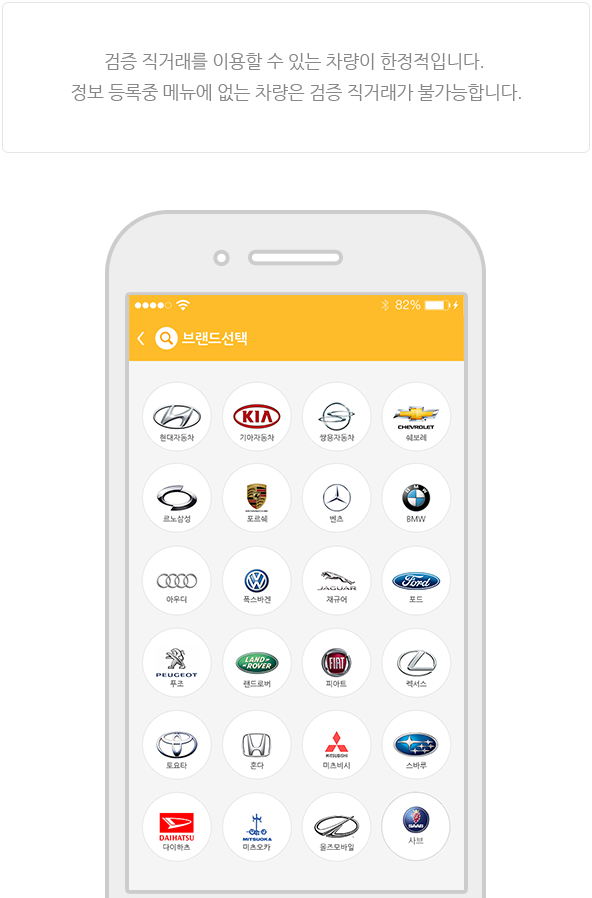 검증 직거래를 이용할 수 있는 차량이 한정적입니다.
정보 등록중 메뉴에 없는 차량은 검증 직거래가 불가능합니다.
82%
브랜드선택
KIA
CHEVROLET
현대자동차
기아자동차
쌍용자동차
쉐보레
BMW
르노삼성
포르쉐
벤츠
BMW
JAGUAR
Ford
아우디
폭스바겐
재규어
포드
PEUGEOT
LAND ROVER
FIAT
푸조
랜드로버
피아트
렉서스
MITSUBISHI
토요타
혼다
미츠비시
스바루
DAIHATSU
MITSUOKA
SAAB
다이하츠
미츠오카
올즈모바일
사브